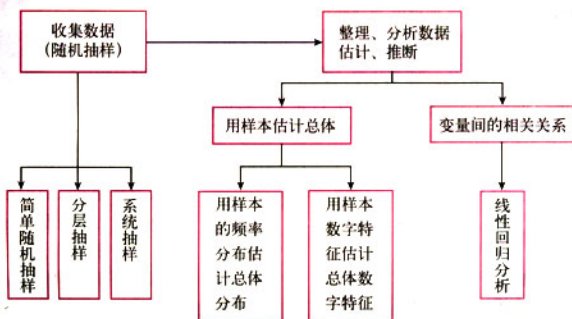 收集数据
(随机抽样)
整理、分析数据
估计、推断
用样本估计总体
变量间的相关关系
简单随机抽样
分层抽样
系统抽样
用样本
的频率
分布估
计总体
分布
用样本
数字特
征估计
总体数
字特征
线性回归分析